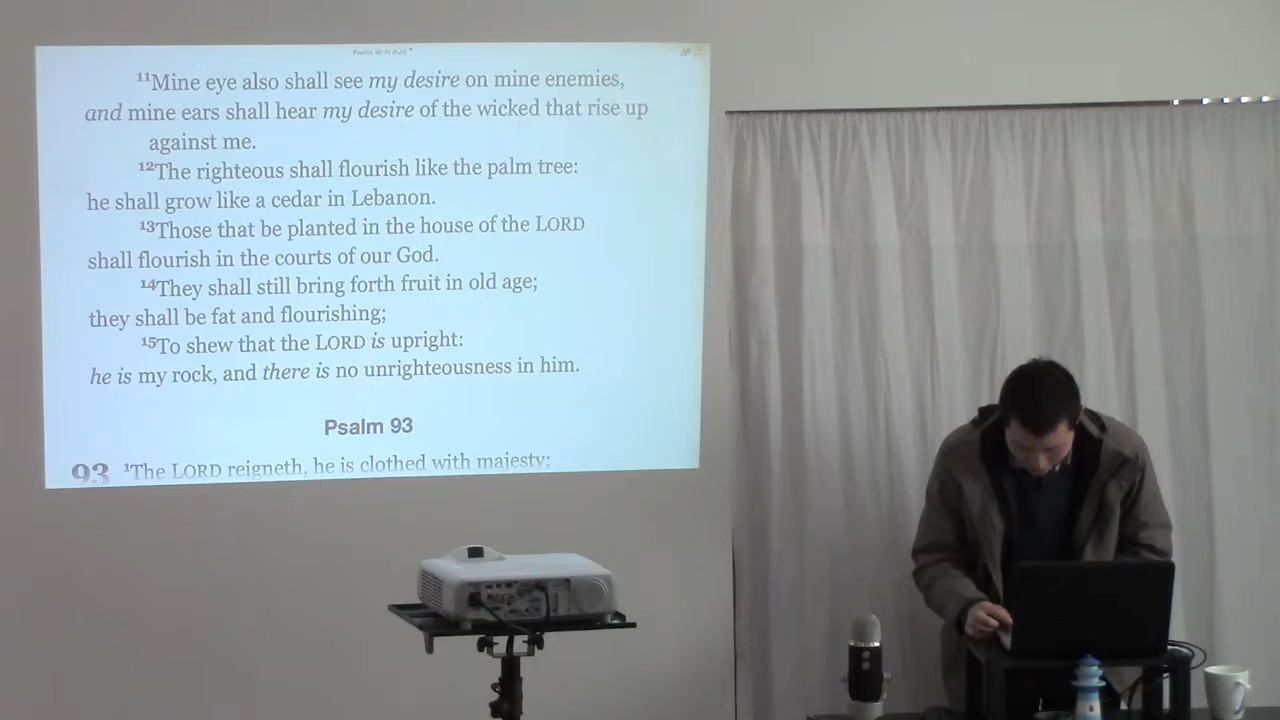 11Mine eye also shall see my desire on mine enemies,
and mine ears shall hear my desire of the wicked that rise up
against me.
12The righteous shall flourish like the palm tree:
he shall grow like a cedar in Lebanon.
13Those that be planted in the house of the LORD
shall flourish in the courts of our God.
14They shall still bring forth fruit in old age;
they shall be fat and flourishing;
15To shew that the LORD is upright:
he is my rock, and there is no unrighteousness in him.
Psalm 93
93 1The LORD reigneth, he is clothed with majesty;